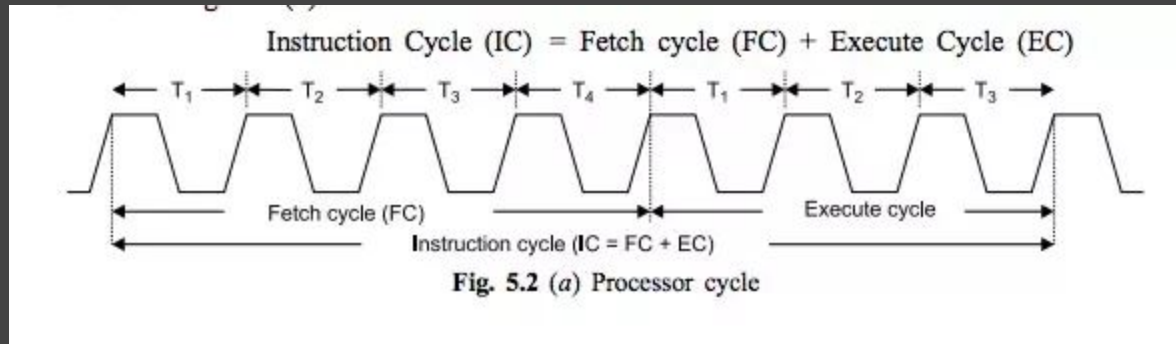 Instruction Cycle (IC) = Fetch cycle (FC) + Execute Cycle (EC)
T₁ T₂ T₃ T₄ T₁ T₂ T₃
Fetch cycle (FC) Execute cycle
Instruction cycle (IC = FC + EC)
Fig. 5.2 (a) Processor cycle